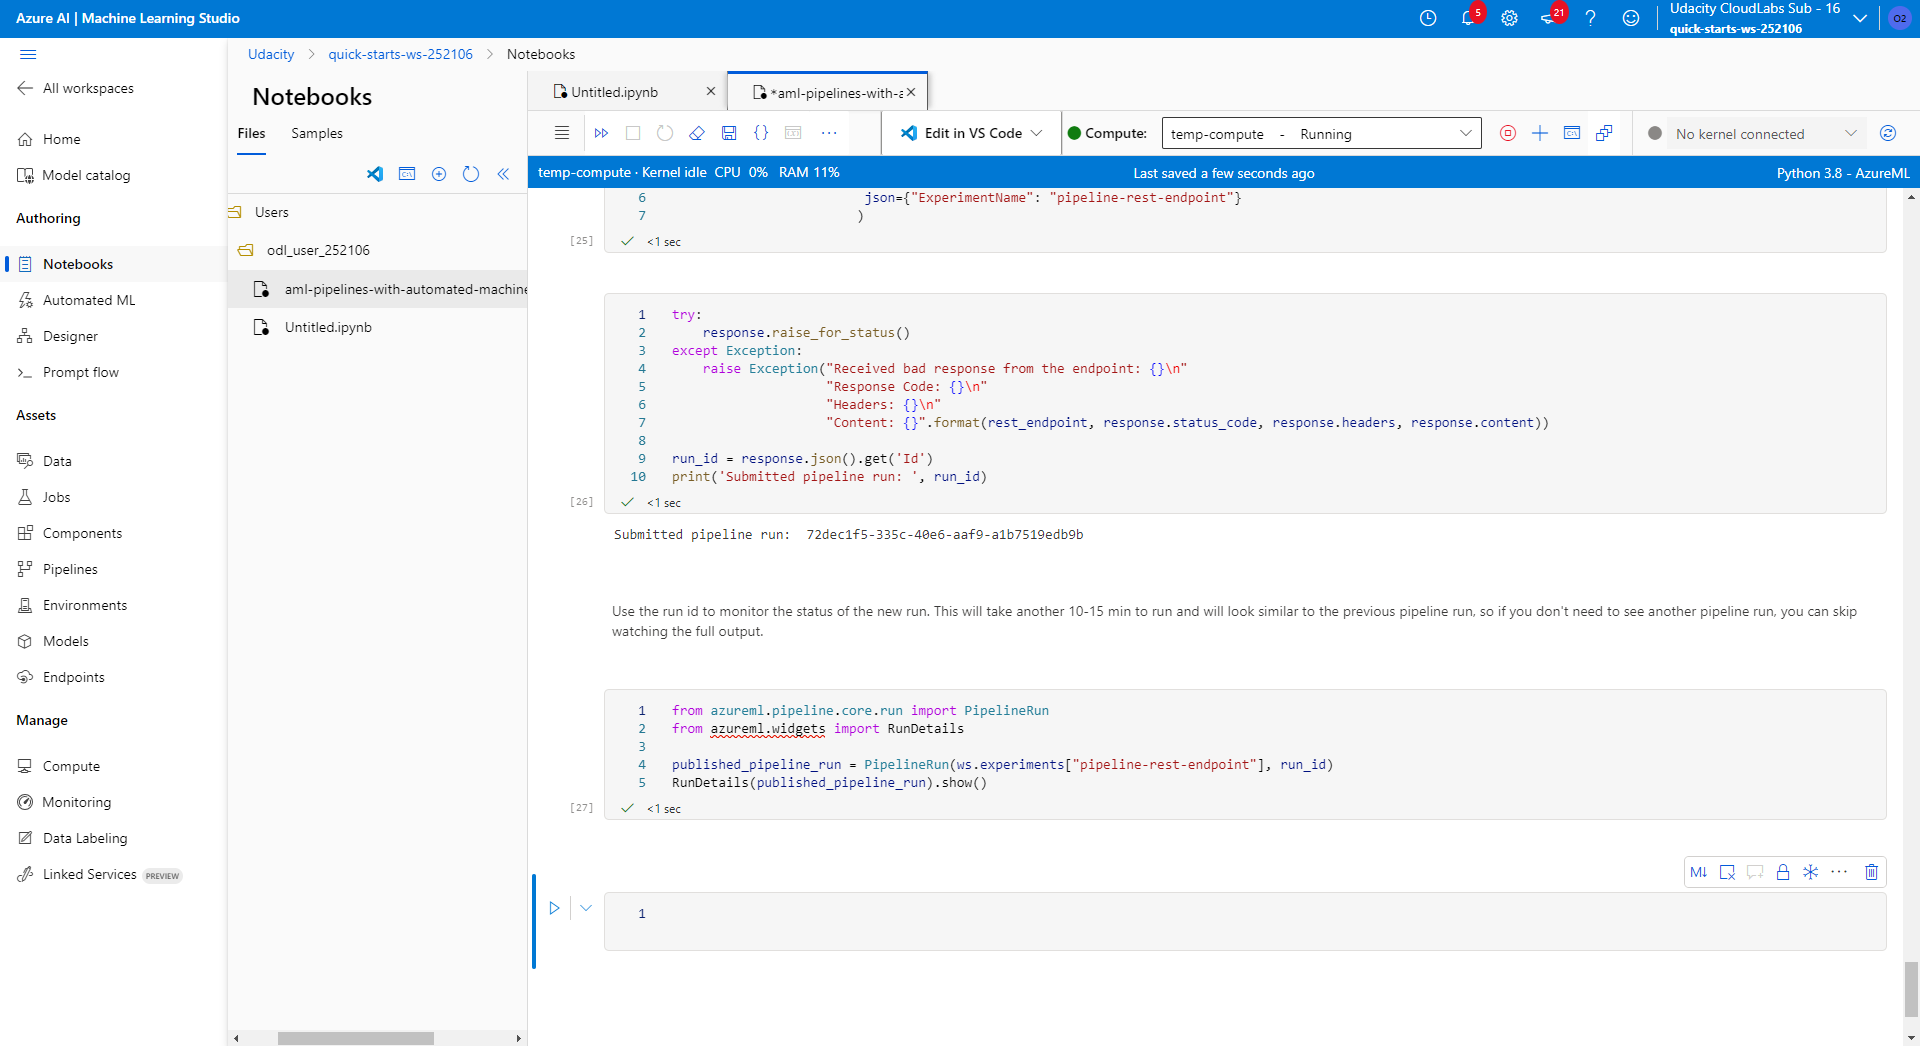 Azure AI | Machine Learning Studio
5
21
?
Udacity CloudLabs Sub - 16
quick-starts-ws-252106
O2
All workspaces
Home
Model catalog
Authoring
Notebooks
Automated ML
Designer
Prompt flow
Assets
Data
Jobs
Components
Pipelines
Environments
Models
Endpoints
Manage
Compute
Monitoring
Data Labeling
Linked Services PREVIEW
Udacity > quick-starts-ws-252106 > Notebooks
Notebooks
Files Samples
Users
odl_user_252106
aml-pipelines-with-automated-machine
Untitled.ipynb
Untitled.ipynb ×
*aml-pipelines-with-a ×
{} ...
Edit in VS Code
Compute: temp-compute - Running
No kernel connected
temp-compute · Kernel idle CPU 0% RAM 11%
Last saved a few seconds ago
Python 3.8 - AzureML
6 json={"ExperimentName": "pipeline-rest-endpoint"}
7 )
[25] <1 sec
1 try:
2 response.raise_for_status()
3 except Exception:
4 raise Exception("Received bad response from the endpoint: {}\n"
5 "Response Code: {}\n"
6 "Headers: {}\n"
7 "Content: {}".format(rest_endpoint, response.status_code, response.headers, response.content))
8
9 run_id = response.json().get('Id')
10 print('Submitted pipeline run: ', run_id)
[26] <1 sec
Submitted pipeline run:  72dec1f5-335c-40e6-aaf9-a1b7519edb9b
Use the run id to monitor the status of the new run. This will take another 10-15 min to run and will look similar to the previous pipeline run, so if you don't need to see another pipeline run, you can skip
watching the full output.
1 from azureml.pipeline.core.run import PipelineRun
2 from azureml.widgets import RunDetails
3
4 published_pipeline_run = PipelineRun(ws.experiments["pipeline-rest-endpoint"], run_id)
5 RunDetails(published_pipeline_run).show()
[27] <1 sec
M↓ ...
1